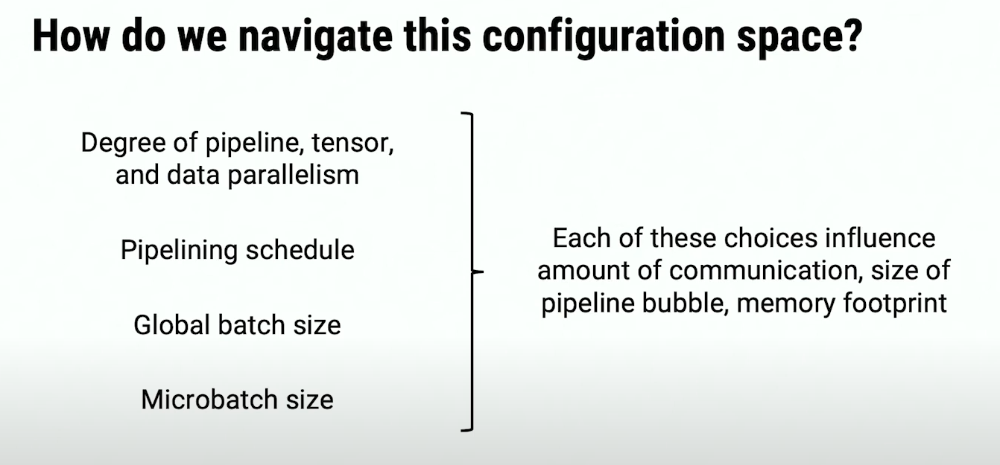 How do we navigate this configuration space?
Degree of pipeline, tensor,
and data parallelism
Pipelining schedule
Global batch size
Microbatch size
Each of these choices influence
amount of communication, size of
pipeline bubble, memory footprint